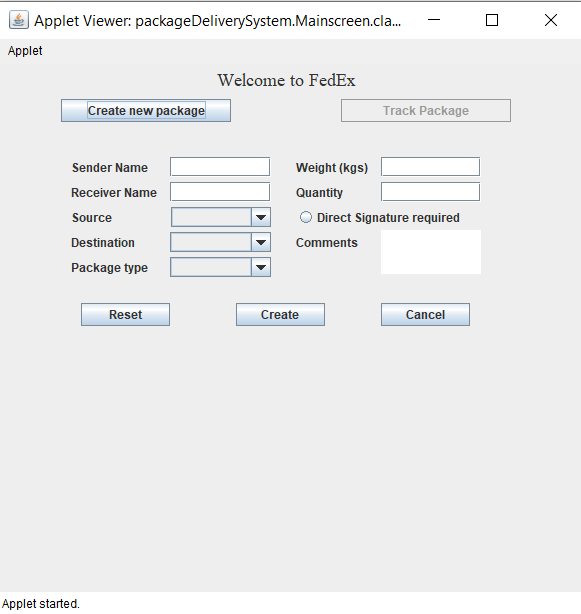 Applet Viewer: packageDeliverySystem.Mainscreen.cla...
Applet
Welcome to FedEx
Create new package Track Package
Sender Name Weight (kgs)
Receiver Name Quantity
Source Direct Signature required
Destination Comments
Package type
Reset Create Cancel
Applet started.